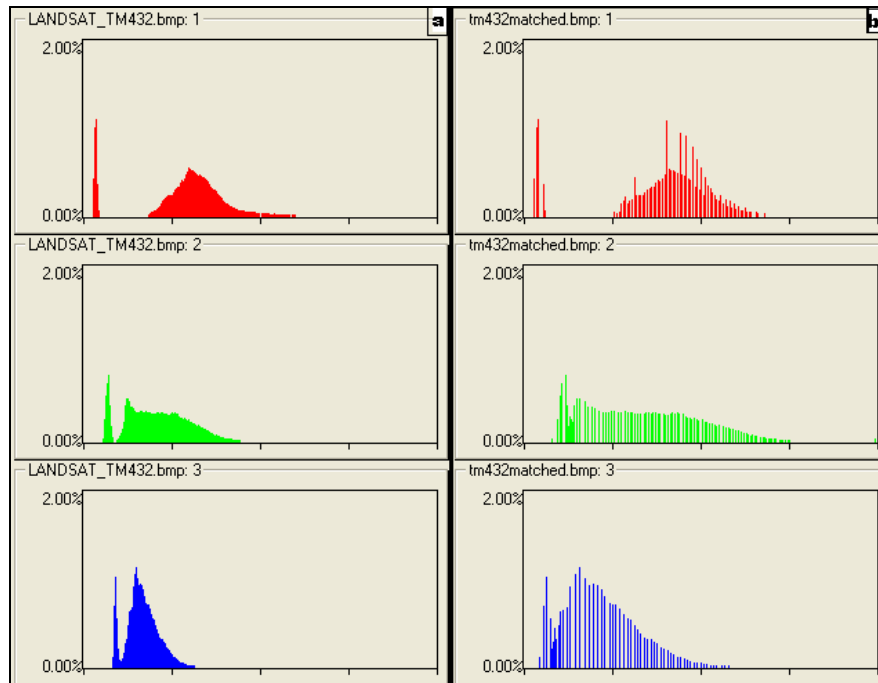 LANDSAT_TM432.bmp: 1
a
2.00%
0.00%
tm432matched.bmp: 1
b
2.00%
0.00%
LANDSAT_TM432.bmp: 2
2.00%
0.00%
tm432matched.bmp: 2
2.00%
0.00%
LANDSAT_TM432.bmp: 3
2.00%
0.00%
tm432matched.bmp: 3
2.00%
0.00%